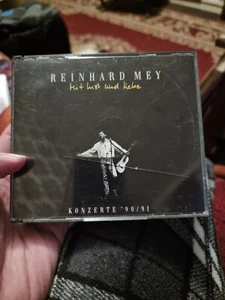 REINHARD MEY
Mit Lust und Liebe
KONZERTE '90/91